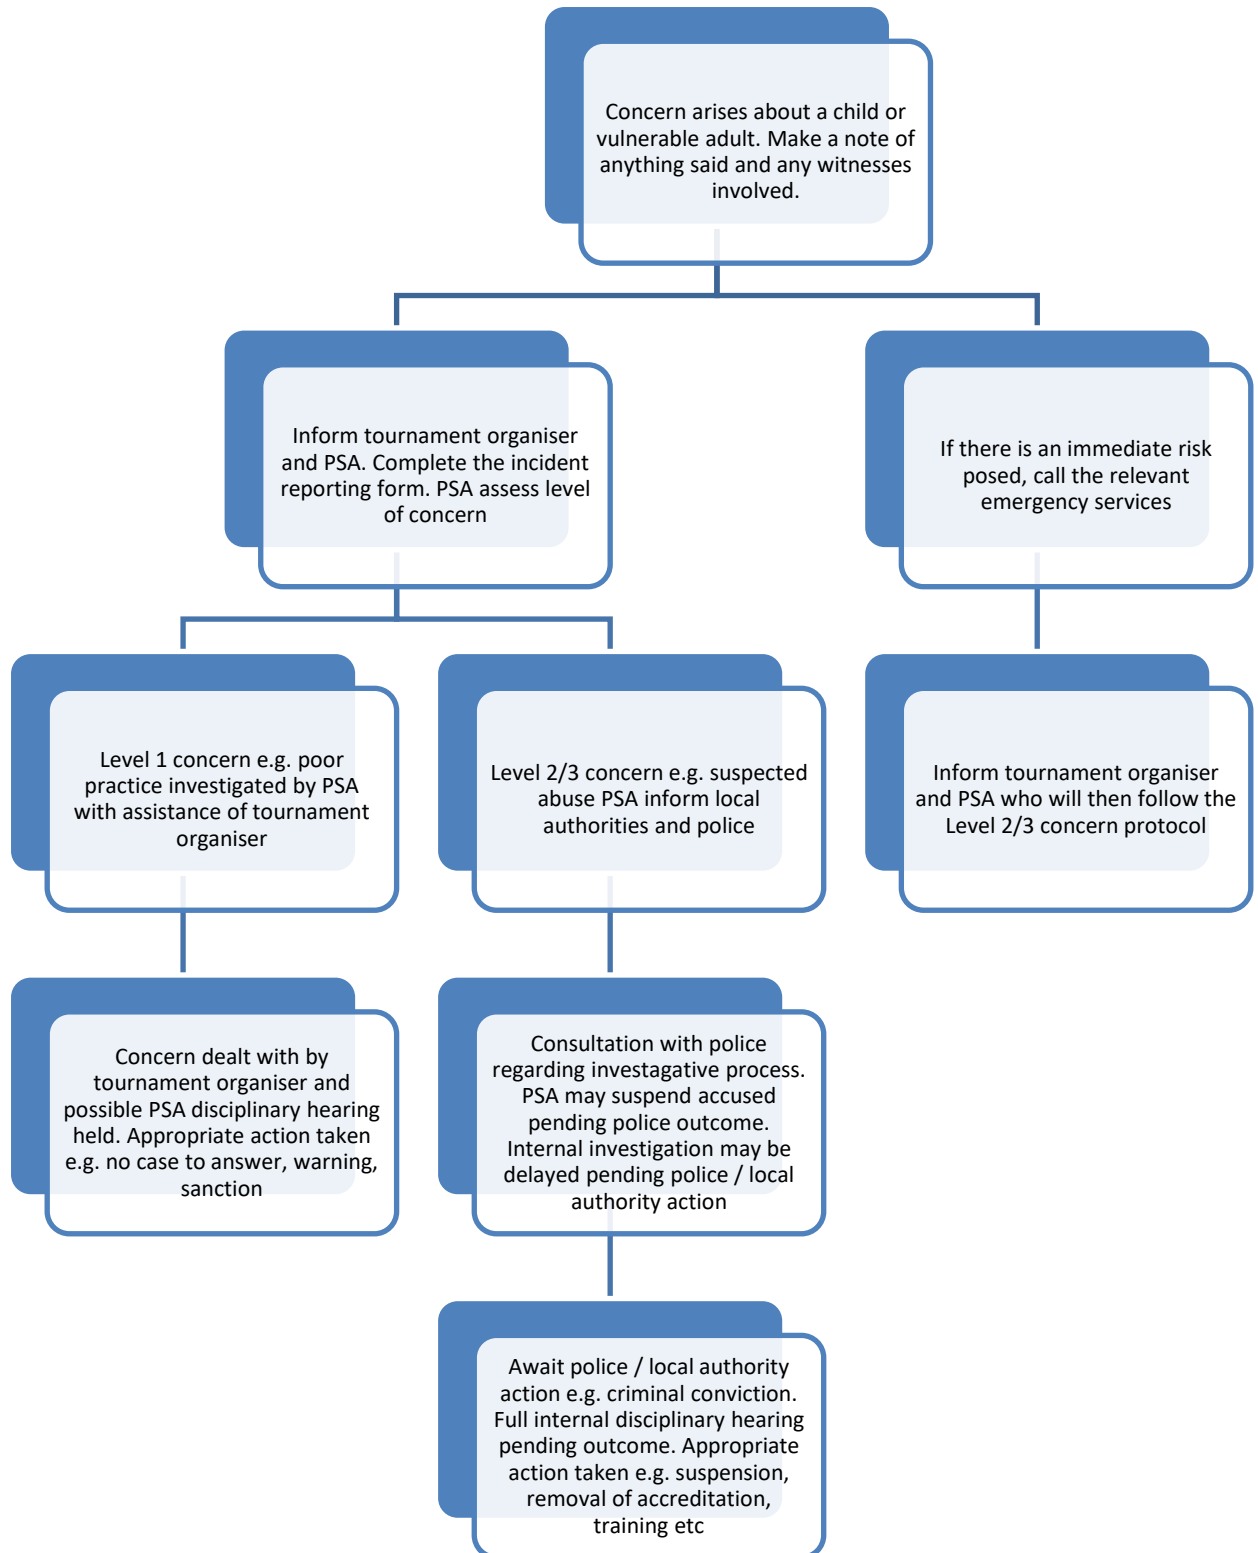 Concern arises about a child or
vulnerable adult. Make a note of
anything said and any witnesses
involved.
Inform tournament organiser
and PSA. Complete the incident
reporting form. PSA assess level
of concern
If there is an immediate risk
posed, call the relevant
emergency services
Level 1 concern e.g. poor
practice investigated by PSA
with assistance of tournament
organiser
Level 2/3 concern e.g. suspected
abuse PSA inform local
authorities and police
Inform tournament organiser
and PSA who will then follow the
Level 2/3 concern protocol
Concern dealt with by
tournament organiser and
possible PSA disciplinary hearing
held. Appropriate action taken
e.g. no case to answer, warning,
sanction
Consultation with police
regarding investagative process.
PSA may suspend accused
pending police outcome.
Internal investigation may be
delayed pending police / local
authority action
Await police / local authority
action e.g. criminal conviction.
Full internal disciplinary hearing
pending outcome. Appropriate
action taken e.g. suspension,
removal of accreditation,
training etc